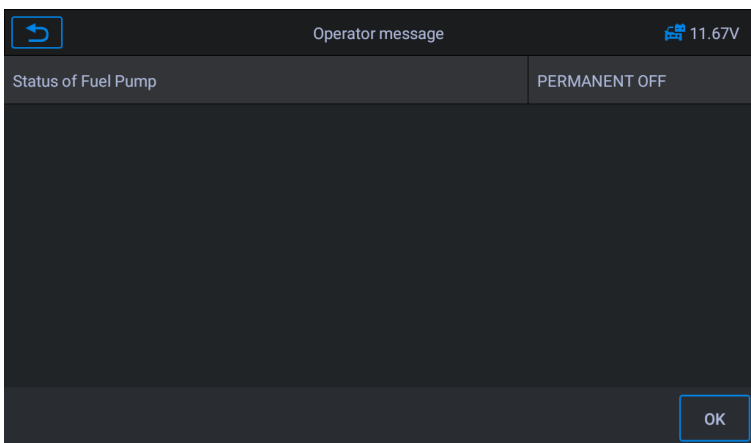 Operator message
11.67V
Status of Fuel Pump
PERMANENT OFF
OK